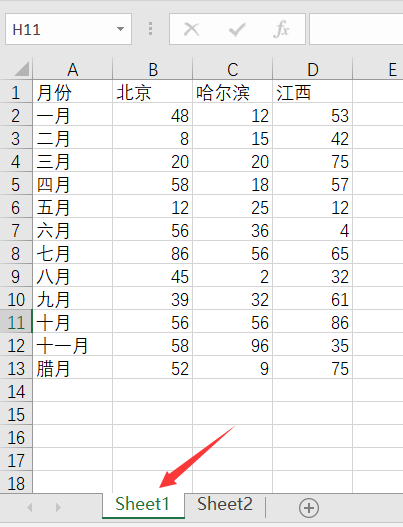 H11 fx
A B C D E
1 月份 北京 哈尔滨 江西
2 一月 48 12 53
3 二月 8 15 42
4 三月 20 20 75
5 四月 58 18 57
6 五月 12 25 12
7 六月 56 36 4
8 七月 86 56 65
9 八月 45 2 32
10 九月 39 32 61
11 十月 56 56 86
12 十一月 58 96 35
13 腊月 52 9 75
14
15
16
17
18
Sheet1 Sheet2